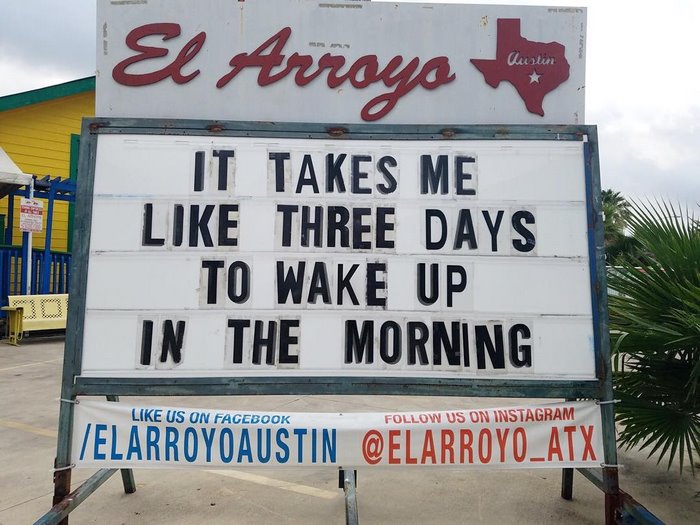 El Arroyo
Austin
IT TAKES ME
LIKE THREE DAYS
TO WAKE UP
IN THE MORNING
LIKE US ON FACEBOOK
/ELARROYOAUSTIN
FOLLOW US ON INSTAGRAM
@ELARROYO_ATX